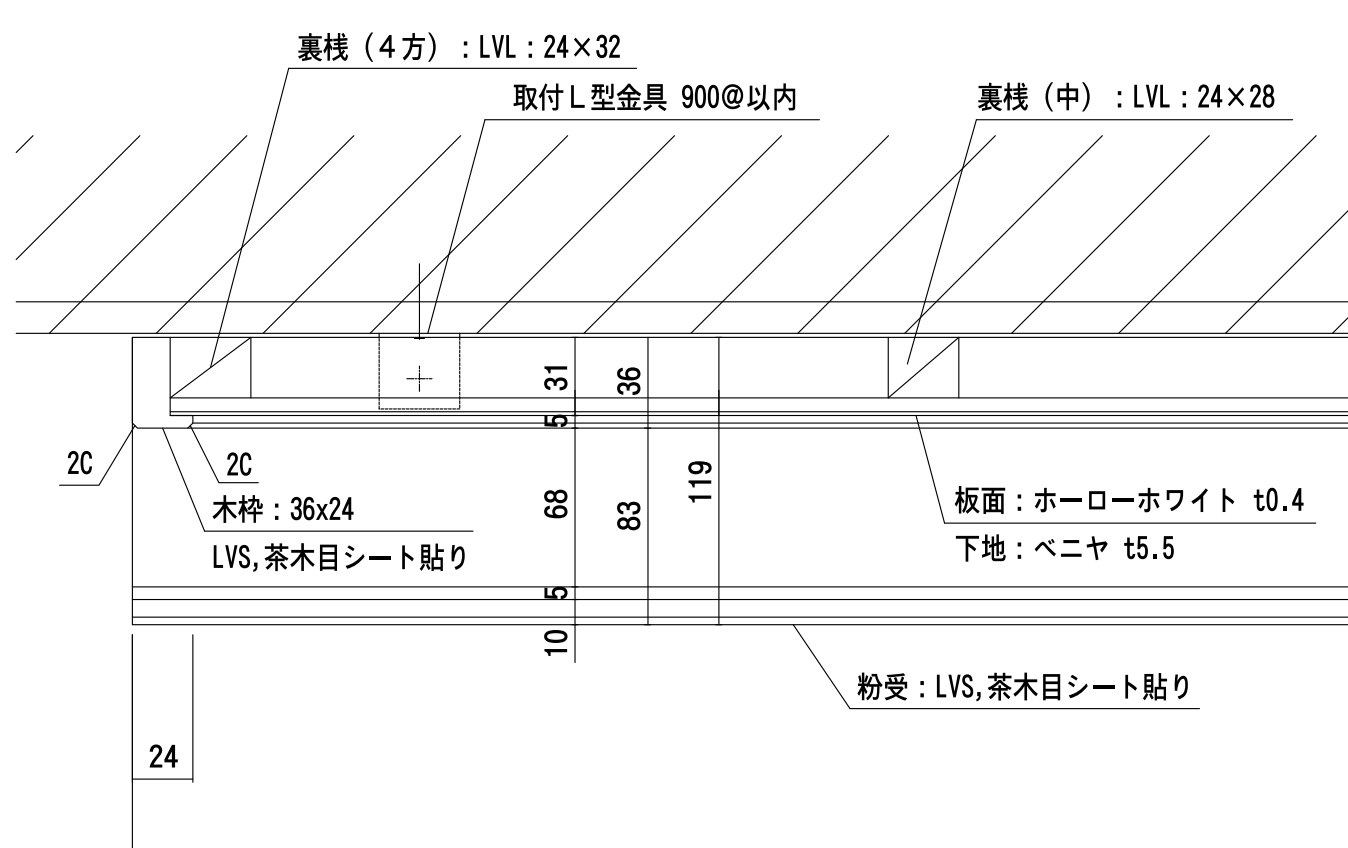 裏桟（４方）：LVL：24×32
取付Ｌ型金具 900@以内
裏桟（中）：LVL：24×28
31
36
5
2C
2C
119
68
83
木枠：36x24
LVS,茶木目シート貼り
板面：ホーローホワイト t0.4
下地：ベニヤ t5.5
5
10
粉受：LVS,茶木目シート貼り
24